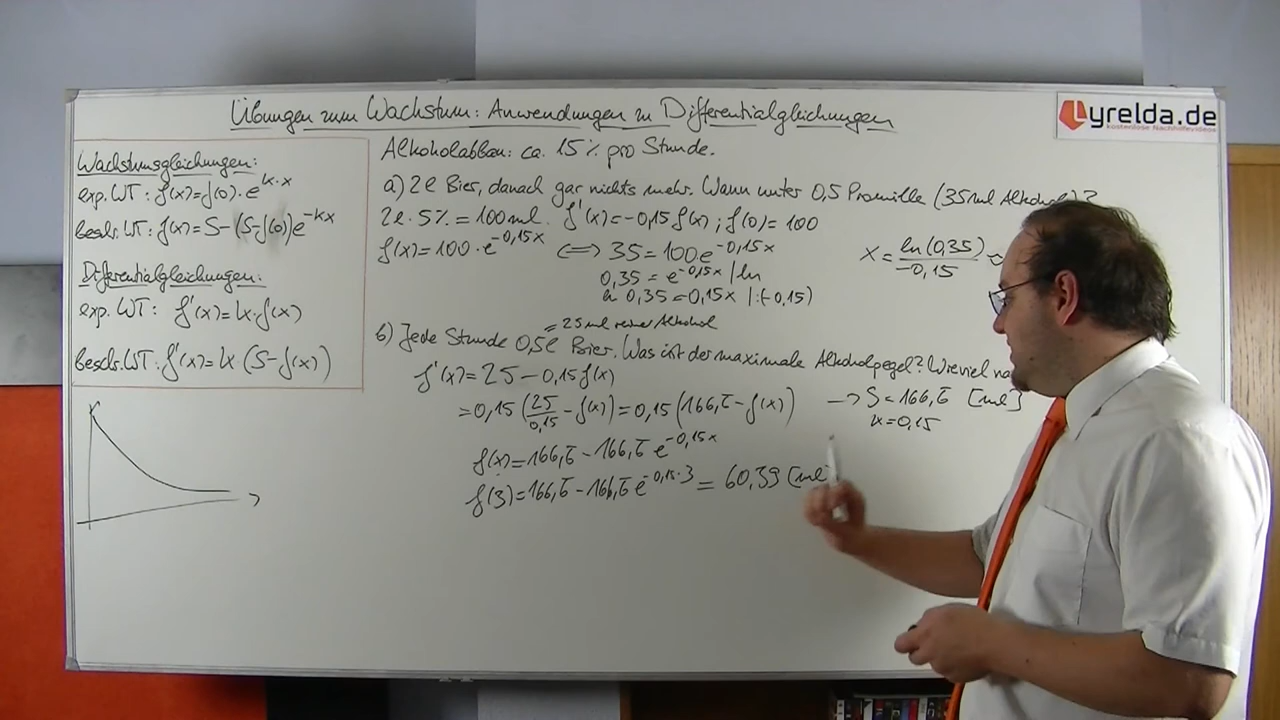 Übungen zum Wachstum: Anwendungen zu Differentialgleichungen
Lyrelda.de
kostenlose Nachhilfevideos
Wachstumsgleichungen:
exp. WT: f(x)=f(0)·e^k·x
beschr. WT: f(x)=S-(S-f(0))e^-kx
Differentialgleichungen:
exp. WT: f'(x)=k·f(x)
beschr. WT: f'(x)=k(S-f(x))
Alkoholabbau: ca. 15% pro Stunde.
a) 2l Bier, danach gar nichts mehr. Wann unter 0,5 Promille (35ml Alkohol)?
2l·5%=100ml. f'(x)=-0,15f(x); f(0)=100
f(x)=100·e^-0,15x ⟺ 35=100e^-0,15x
0,35=e^-0,15x |ln
ln 0,35=-0,15x |:(-0,15)
x=ln(0,35)/-0,15 ≈
=25ml reiner Alkohol
b) Jede Stunde 0,5l Bier. Was ist der maximale Alkoholpegel? Wieviel
f'(x)=25-0,15f(x)
=0,15(25/0,15-f(x))=0,15(166,6̅-f(x)) → S=166,6̅ [ml]
k=0,15
f(x)=166,6̅-166,6̅e^-0,15x
f(3)=166,6̅-166,6̅e^-0,15·3=60,39[ml